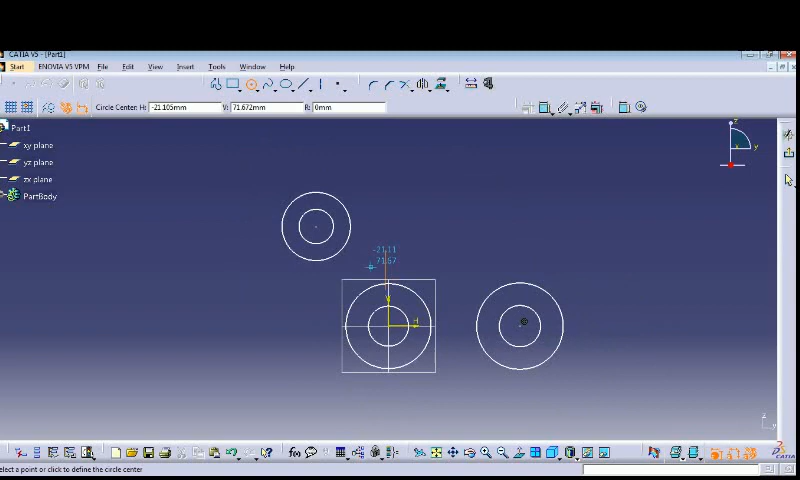 CATIA V5 - [Part1]
Start ENOVIA V5 VPM File Edit View Insert Tools Window Help
Circle Center: H: -21.105mm V: 71.672mm R: 0mm
Part1
xy plane
yz plane
zx plane
PartBody
z
x y
-21.11
71.67
V
H
z
y
f(x)
CATIA
Select a point or click to define the circle center